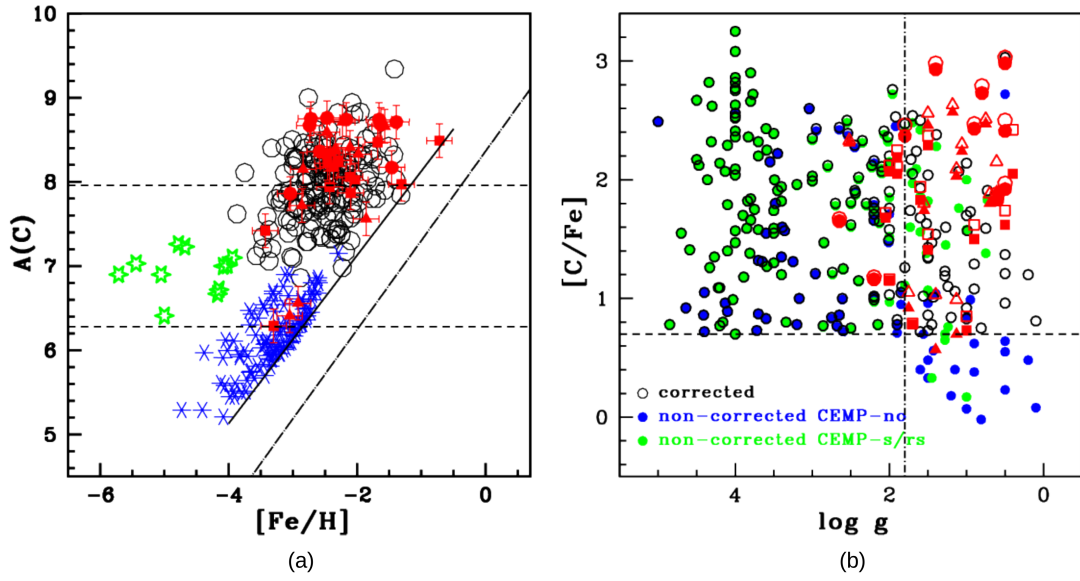 10
9
8
7
6
5
A(C)
-6
-4
-2
0
[Fe/H]
(a)
3
2
1
0
[C/Fe]
corrected
non-corrected CEMP-no
non-corrected CEMP-s/rs
4
2
0
log g
(b)